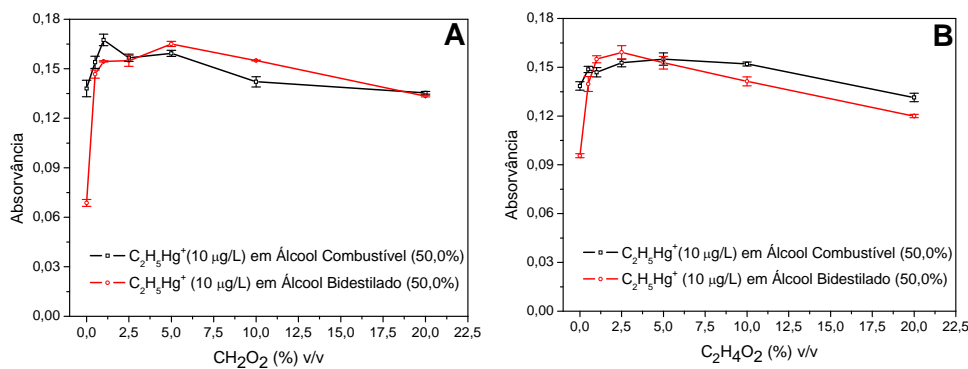 A
0,18
0,15
0,12
0,09
0,06
0,03
0,00
Absorvância
C₂H₅Hg⁺(10 μg/L) em Álcool Combustível (50,0%)
C₂H₅Hg⁺ (10 μg/L) em Álcool Bidestilado (50,0%)
0,0 2,5 5,0 7,5 10,0 12,5 15,0 17,5 20,0 22,5
CH₂O₂ (%) v/v
B
0,18
0,15
0,12
0,09
0,06
0,03
0,00
Absorvância
C₂H₅Hg⁺ (10 μg/L) em Álcool Combustível (50,0%)
C₂H₅Hg⁺ (10 μg/L) em Álcool Bidestilado (50,0%)
0,0 2,5 5,0 7,5 10,0 12,5 15,0 17,5 20,0 22,5
C₂H₄O₂ (%) v/v